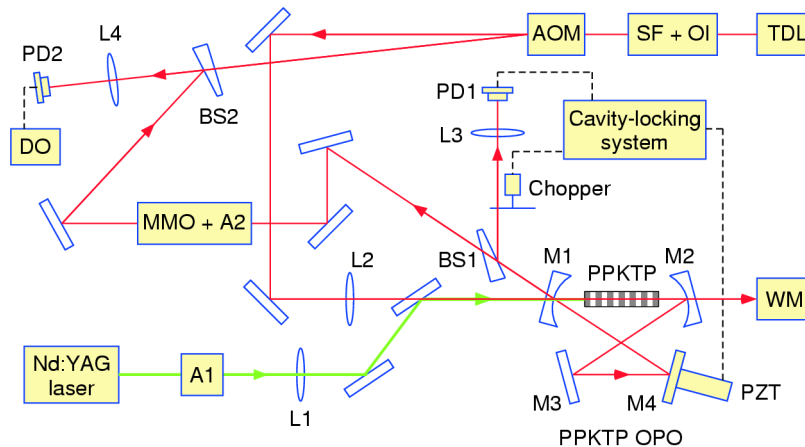 L4
PD2
AOM
SF + OI
TDL
BS2
PD1
DO
L3
Cavity-locking
system
Chopper
MMO + A2
BS1
L2
M1
M2
PPKTP
WM
Nd:YAG
laser
A1
L1
M3
M4
PZT
PPKTP OPO